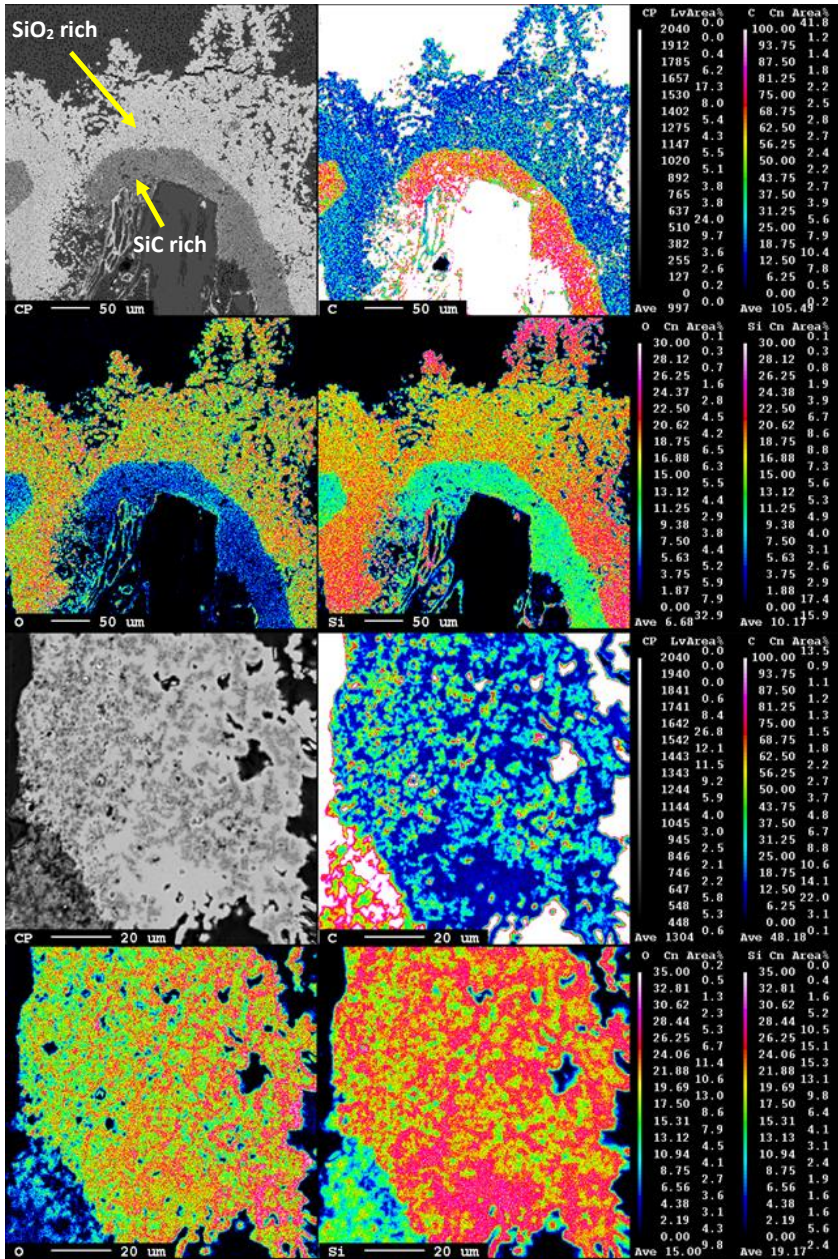 SiO₂ rich
SiC rich
CP 50 um
C 50 um
CP LvArea% C Cn Area%
0.0 41.8
2040 0.0 100.00 1.2
1912 0.4 93.75 1.4
1785 6.2 87.50 1.8
1657 17.3 81.25 2.2
1530 8.0 75.00 2.5
1402 5.4 68.75 2.8
1275 4.3 62.50 2.7
1147 5.5 56.25 2.4
1020 5.1 50.00 2.2
892 3.8 43.75 2.4
765 3.8 37.50 3.9
637 24.0 31.25 5.6
510 9.7 25.00 7.9
382 3.6 18.75 10.4
255 2.6 12.50 7.8
127 0.2 6.25 0.5
0 0.0 0.00 0.2
Ave 997 Ave 105.49
O 50 um
Si 50 um
O Cn Area% Si Cn Area%
0.1 0.1
30.00 0.3 30.00 0.3
28.12 0.7 28.12 0.8
26.25 1.6 26.25 1.9
24.37 2.8 24.38 3.9
22.50 4.5 22.50 6.7
20.62 4.2 20.62 8.6
18.75 6.5 18.75 8.8
16.88 6.3 16.88 7.3
15.00 5.5 15.00 5.6
13.12 4.4 13.12 5.3
11.25 2.9 11.25 4.9
9.38 3.8 9.38 4.0
7.50 4.4 7.50 3.1
5.63 5.2 5.63 2.6
3.75 5.9 3.75 2.9
1.87 7.9 1.88 17.4
0.00 32.9 0.00 15.9
Ave 6.68 Ave 10.17
CP 20 um
C 20 um
CP LvArea% C Cn Area%
0.0 13.5
2040 0.0 100.00 0.9
1940 0.0 93.75 1.1
1841 0.6 87.50 1.2
1741 8.4 81.25 1.3
1642 26.8 75.00 1.5
1542 12.1 68.75 1.8
1443 11.5 62.50 2.2
1343 9.2 56.25 2.7
1244 5.9 50.00 3.7
1144 4.0 43.75 4.8
1045 3.0 37.50 6.7
945 2.5 31.25 8.8
846 2.1 25.00 10.6
746 2.2 18.75 14.1
647 5.8 12.50 22.0
548 5.3 6.25 3.1
448 0.6 0.00 0.1
Ave 1304 Ave 48.18
O 20 um
Si 20 um
O Cn Area% Si Cn Area%
0.2 0.0
35.00 0.5 35.00 0.4
32.81 1.3 32.81 1.6
30.62 2.3 30.62 5.2
28.44 5.3 28.44 10.5
26.25 6.7 26.25 15.1
24.06 11.4 24.06 15.3
21.88 10.6 21.88 13.1
19.69 13.0 19.69 9.8
17.50 8.6 17.50 6.4
15.31 7.9 15.31 4.1
13.12 4.5 13.13 3.1
10.94 4.1 10.94 2.4
8.75 2.7 8.75 1.9
6.56 3.6 6.56 1.6
4.38 3.1 4.38 1.6
2.19 4.3 2.19 5.6
0.00 9.8 0.00 2.4
Ave 15.00 Ave 19.17